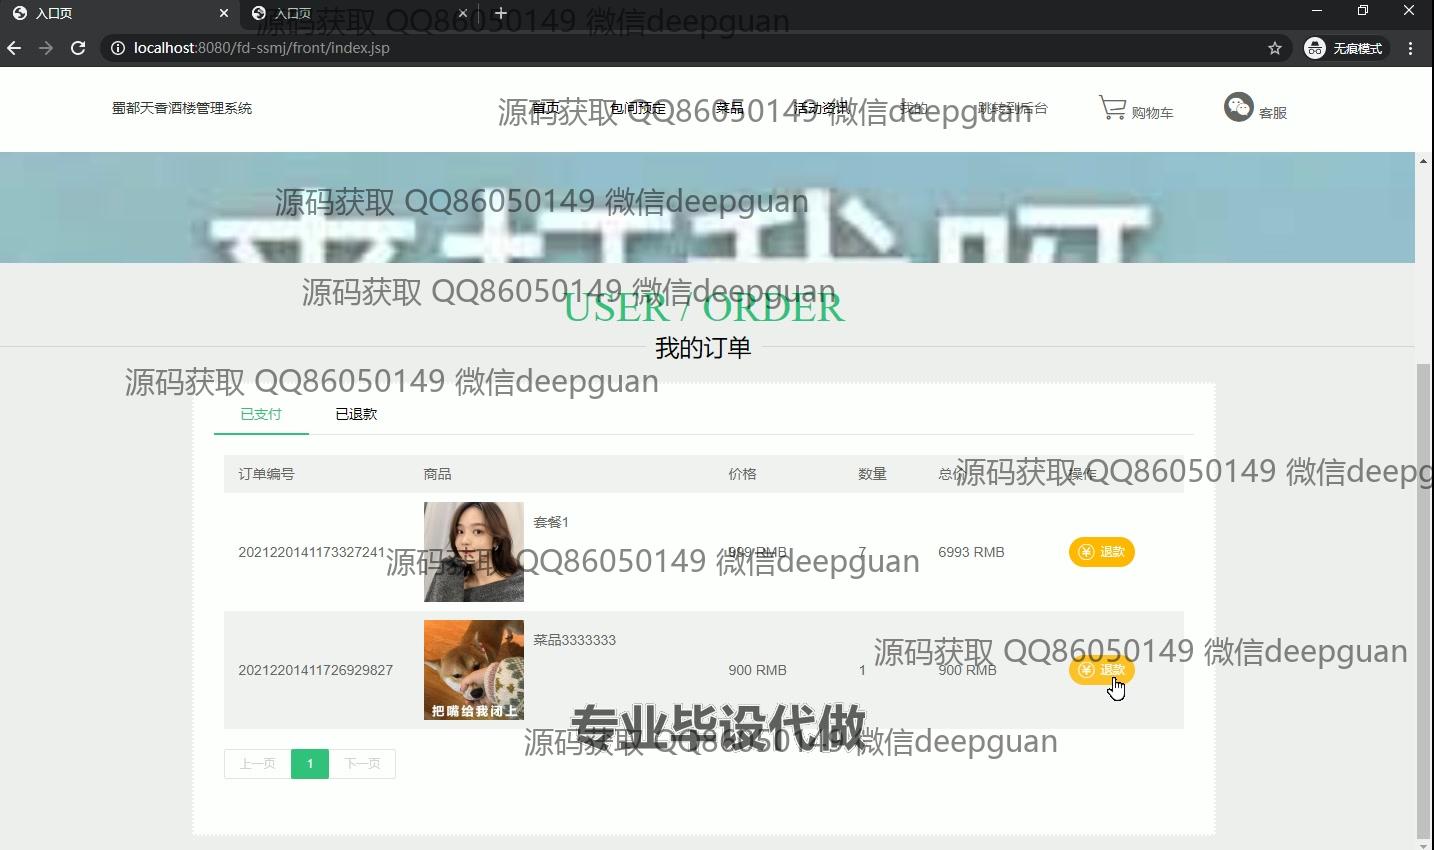 入口页
入口页
源码获取 QQ86050149 微信deepguan
localhost:8080/fd-ssmj/front/index.jsp
无痕模式
蜀都天香酒楼管理系统
首页 包间预定 菜品 活动咨讯 我的 跳转到后台 购物车 客服
源码获取 QQ86050149 微信deepguan
源码获取 QQ86050149 微信deepguan
来打我呀
源码获取 QQ86050149 微信deepguan
USER / ORDER
我的订单
源码获取 QQ86050149 微信deepguan
已支付 已退款
订单编号 商品 价格 数量 总价 操作
源码获取 QQ86050149 微信deepg
套餐1
2021220141173327241 999 RMB 7 6993 RMB 退款
源码获取 QQ86050149 微信deepguan
菜品3333333
源码获取 QQ86050149 微信deepguan
2021220141172692982​7 900 RMB 1 900 RMB 退款
把嘴给我闭上
专业毕设代做
源码获取 QQ86050149 微信deepguan
上一页 1 下一页